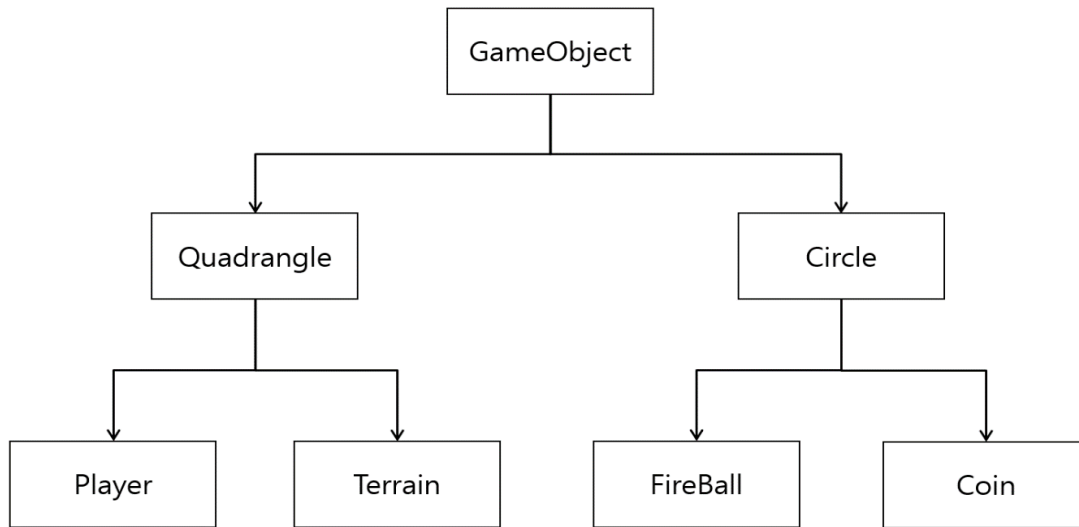 GameObject
Quadrangle
Circle
Player
Terrain
FireBall
Coin